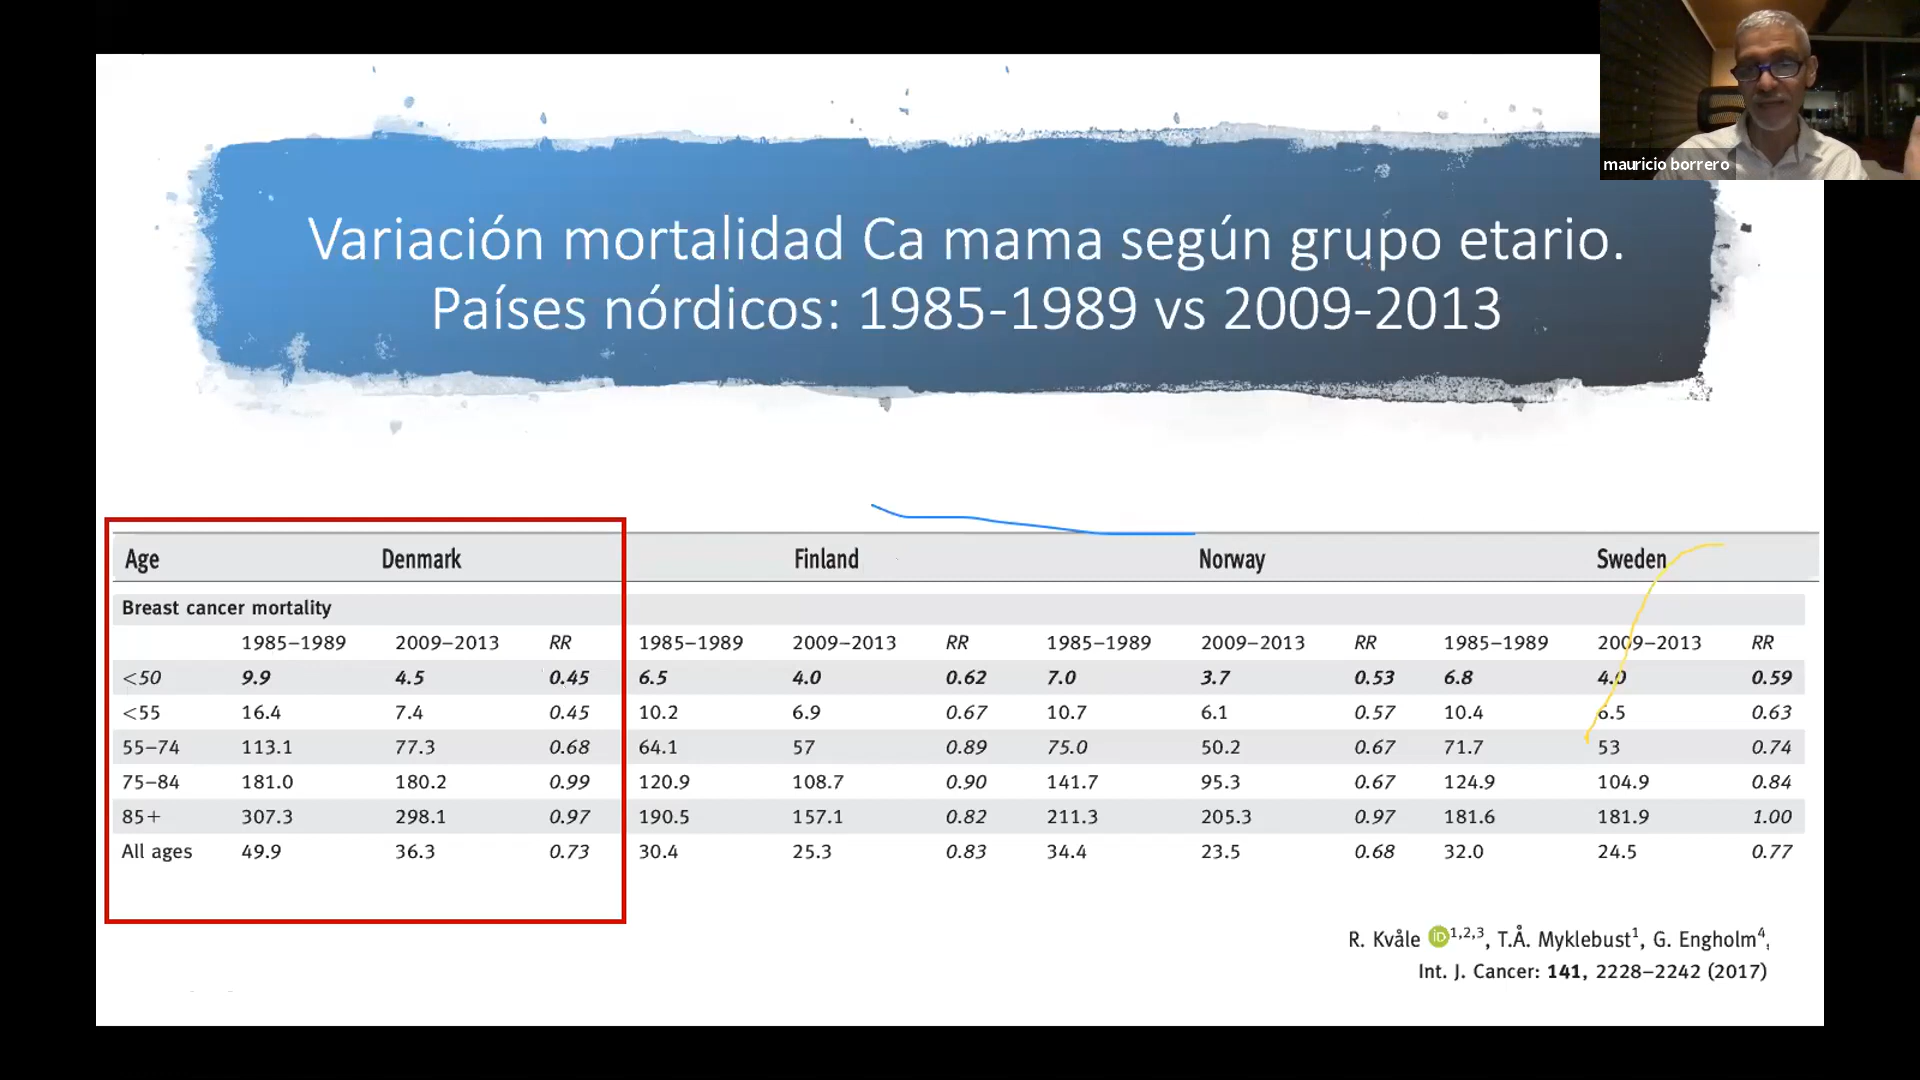 mauricio borrero
Variación mortalidad Ca mama según grupo etario.
Países nórdicos: 1985-1989 vs 2009-2013
Age Denmark Finland Norway Sweden
Breast cancer mortality
1985–1989 2009–2013 RR 1985–1989 2009–2013 RR 1985–1989 2009–2013 RR 1985–1989 2009–2013 RR
<50 9.9 4.5 0.45 6.5 4.0 0.62 7.0 3.7 0.53 6.8 4.0 0.59
<55 16.4 7.4 0.45 10.2 6.9 0.67 10.7 6.1 0.57 10.4 6.5 0.63
55–74 113.1 77.3 0.68 64.1 57 0.89 75.0 50.2 0.67 71.7 53 0.74
75–84 181.0 180.2 0.99 120.9 108.7 0.90 141.7 95.3 0.67 124.9 104.9 0.84
85+ 307.3 298.1 0.97 190.5 157.1 0.82 211.3 205.3 0.97 181.6 181.9 1.00
All ages 49.9 36.3 0.73 30.4 25.3 0.83 34.4 23.5 0.68 32.0 24.5 0.77
R. Kvåle iD 1,2,3, T.Å. Myklebust1, G. Engholm4,
Int. J. Cancer: 141, 2228–2242 (2017)